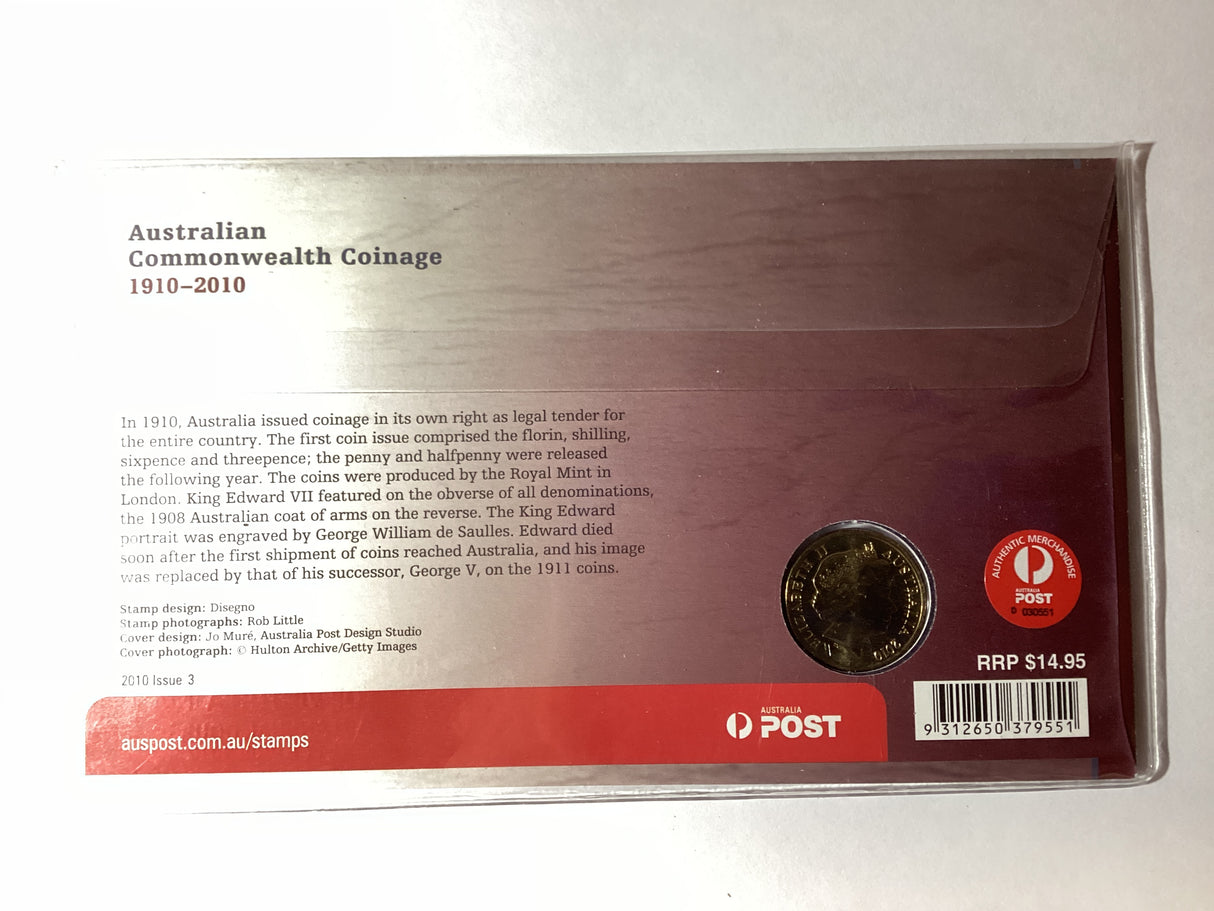 Australian
Commonwealth Coinage
1910–2010
In 1910, Australia issued coinage in its own right as legal tender for
the entire country. The first coin issue comprised the florin, shilling,
sixpence and threepence; the penny and halfpenny were released
the following year. The coins were produced by the Royal Mint in
London. King Edward VII featured on the obverse of all denominations,
the 1908 Australian coat of arms on the reverse. The King Edward
portrait was engraved by George William de Saulles. Edward died
soon after the first shipment of coins reached Australia, and his image
was replaced by that of his successor, George V, on the 1911 coins.
Stamp design: Disegno
Stamp photographs: Rob Little
Cover design: Jo Muré, Australia Post Design Studio
Cover photograph: © Hulton Archive/Getty Images
2010 Issue 3
auspost.com.au/stamps
AUSTRALIA
POST
ELIZABETH II AUSTRALIA 2010
AUTHENTIC MERCHANDISE
AUSTRALIA
POST
D 030551
RRP $14.95
9 312650 379551